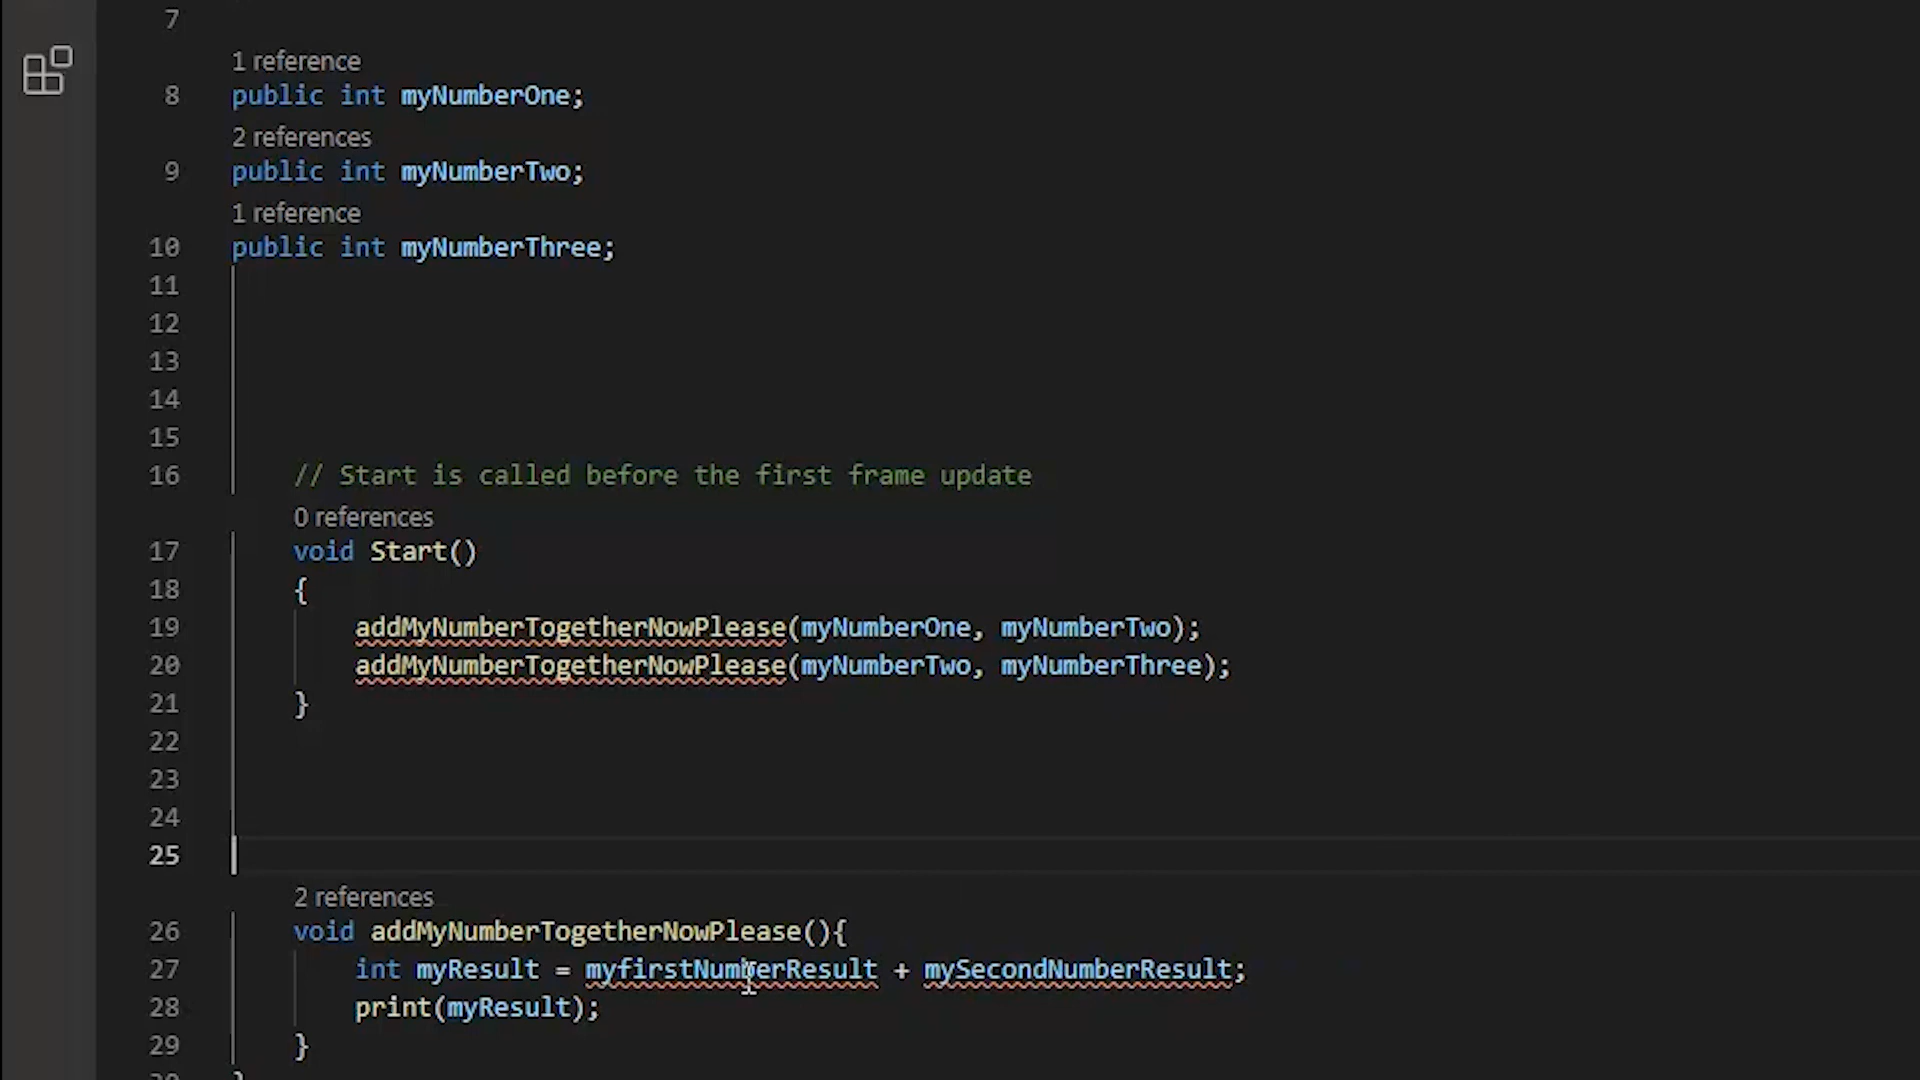 7
1 reference
8 public int myNumberOne;
2 references
9 public int myNumberTwo;
1 reference
10 public int myNumberThree;
11
12
13
14
15
16 // Start is called before the first frame update
0 references
17 void Start()
18 {
19 addMyNumberTogetherNowPlease(myNumberOne, myNumberTwo);
20 addMyNumberTogetherNowPlease(myNumberTwo, myNumberThree);
21 }
22
23
24
25
2 references
26 void addMyNumberTogetherNowPlease(){
27 int myResult = myfirstNumberResult + mySecondNumberResult;
28 print(myResult);
29 }